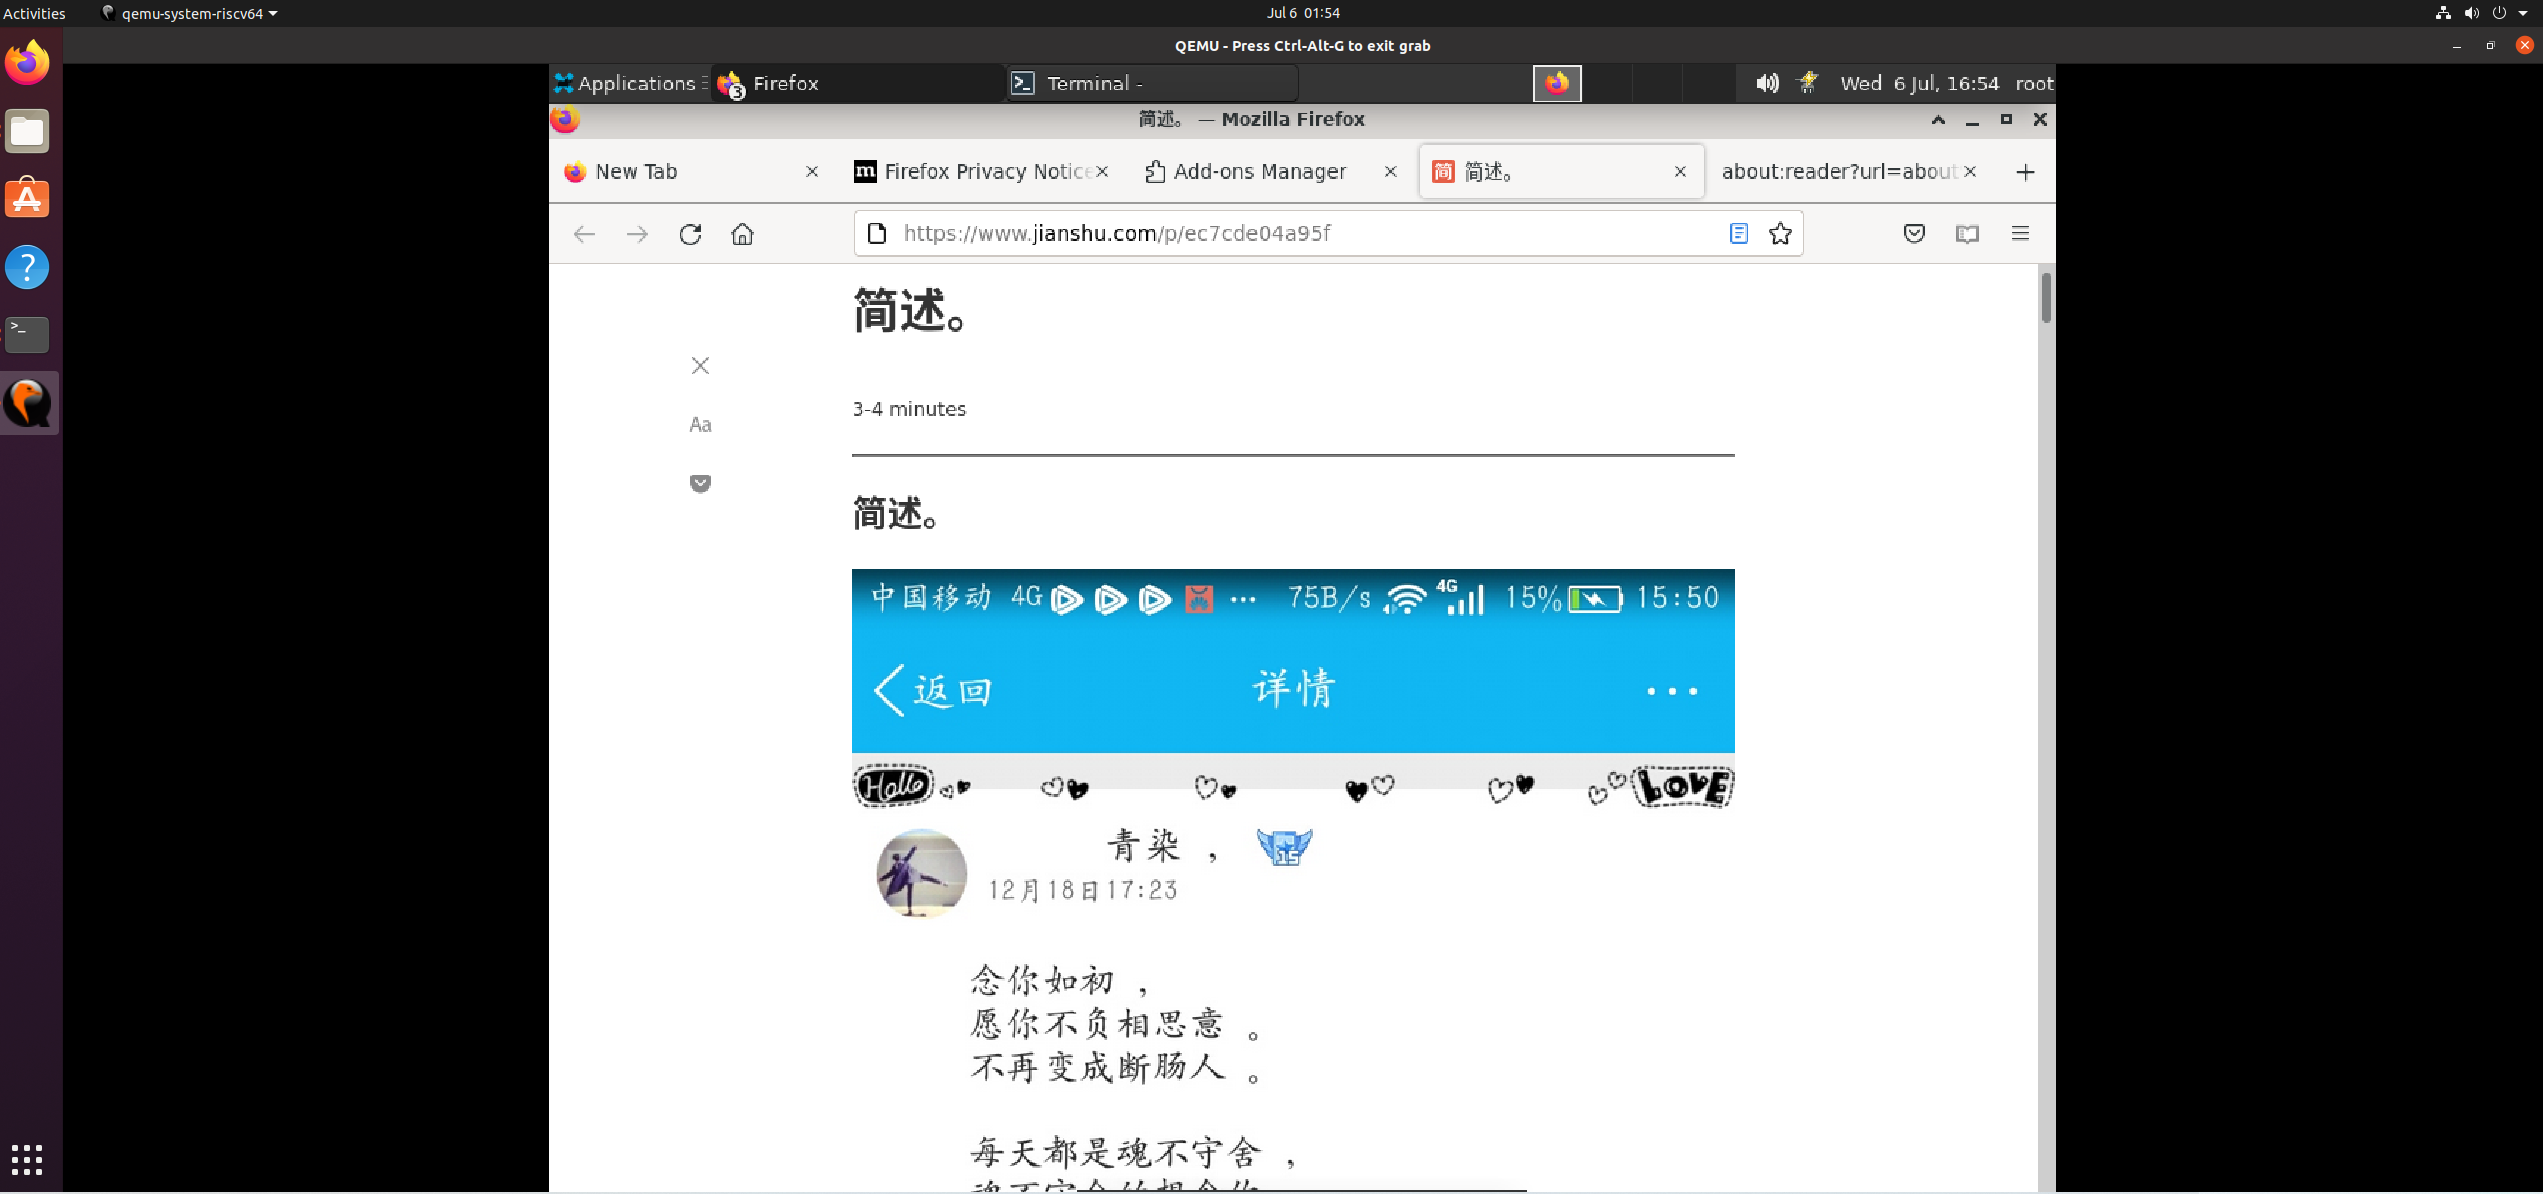 Activities qemu-system-riscv64 Jul 6 01:54
QEMU - Press Ctrl-Alt-G to exit grab
Applications 3 Firefox Terminal - Wed 6 Jul, 16:54 root
简述。 — Mozilla Firefox
New Tab Firefox Privacy Notice Add-ons Manager 简 简述。 about:reader?url=about
https://www.jianshu.com/p/ec7cde04a95f
简述。
Aa
3-4 minutes
简述。
中国移动 4G ... 75B/s 4G 15% 15:50
返回 详情 ...
Hello LOVE
青染 , 15
12月18日17:23
念你如初 ,
愿你不负相思意 。
不再变成断肠人 。
每天都是魂不守舍 ,